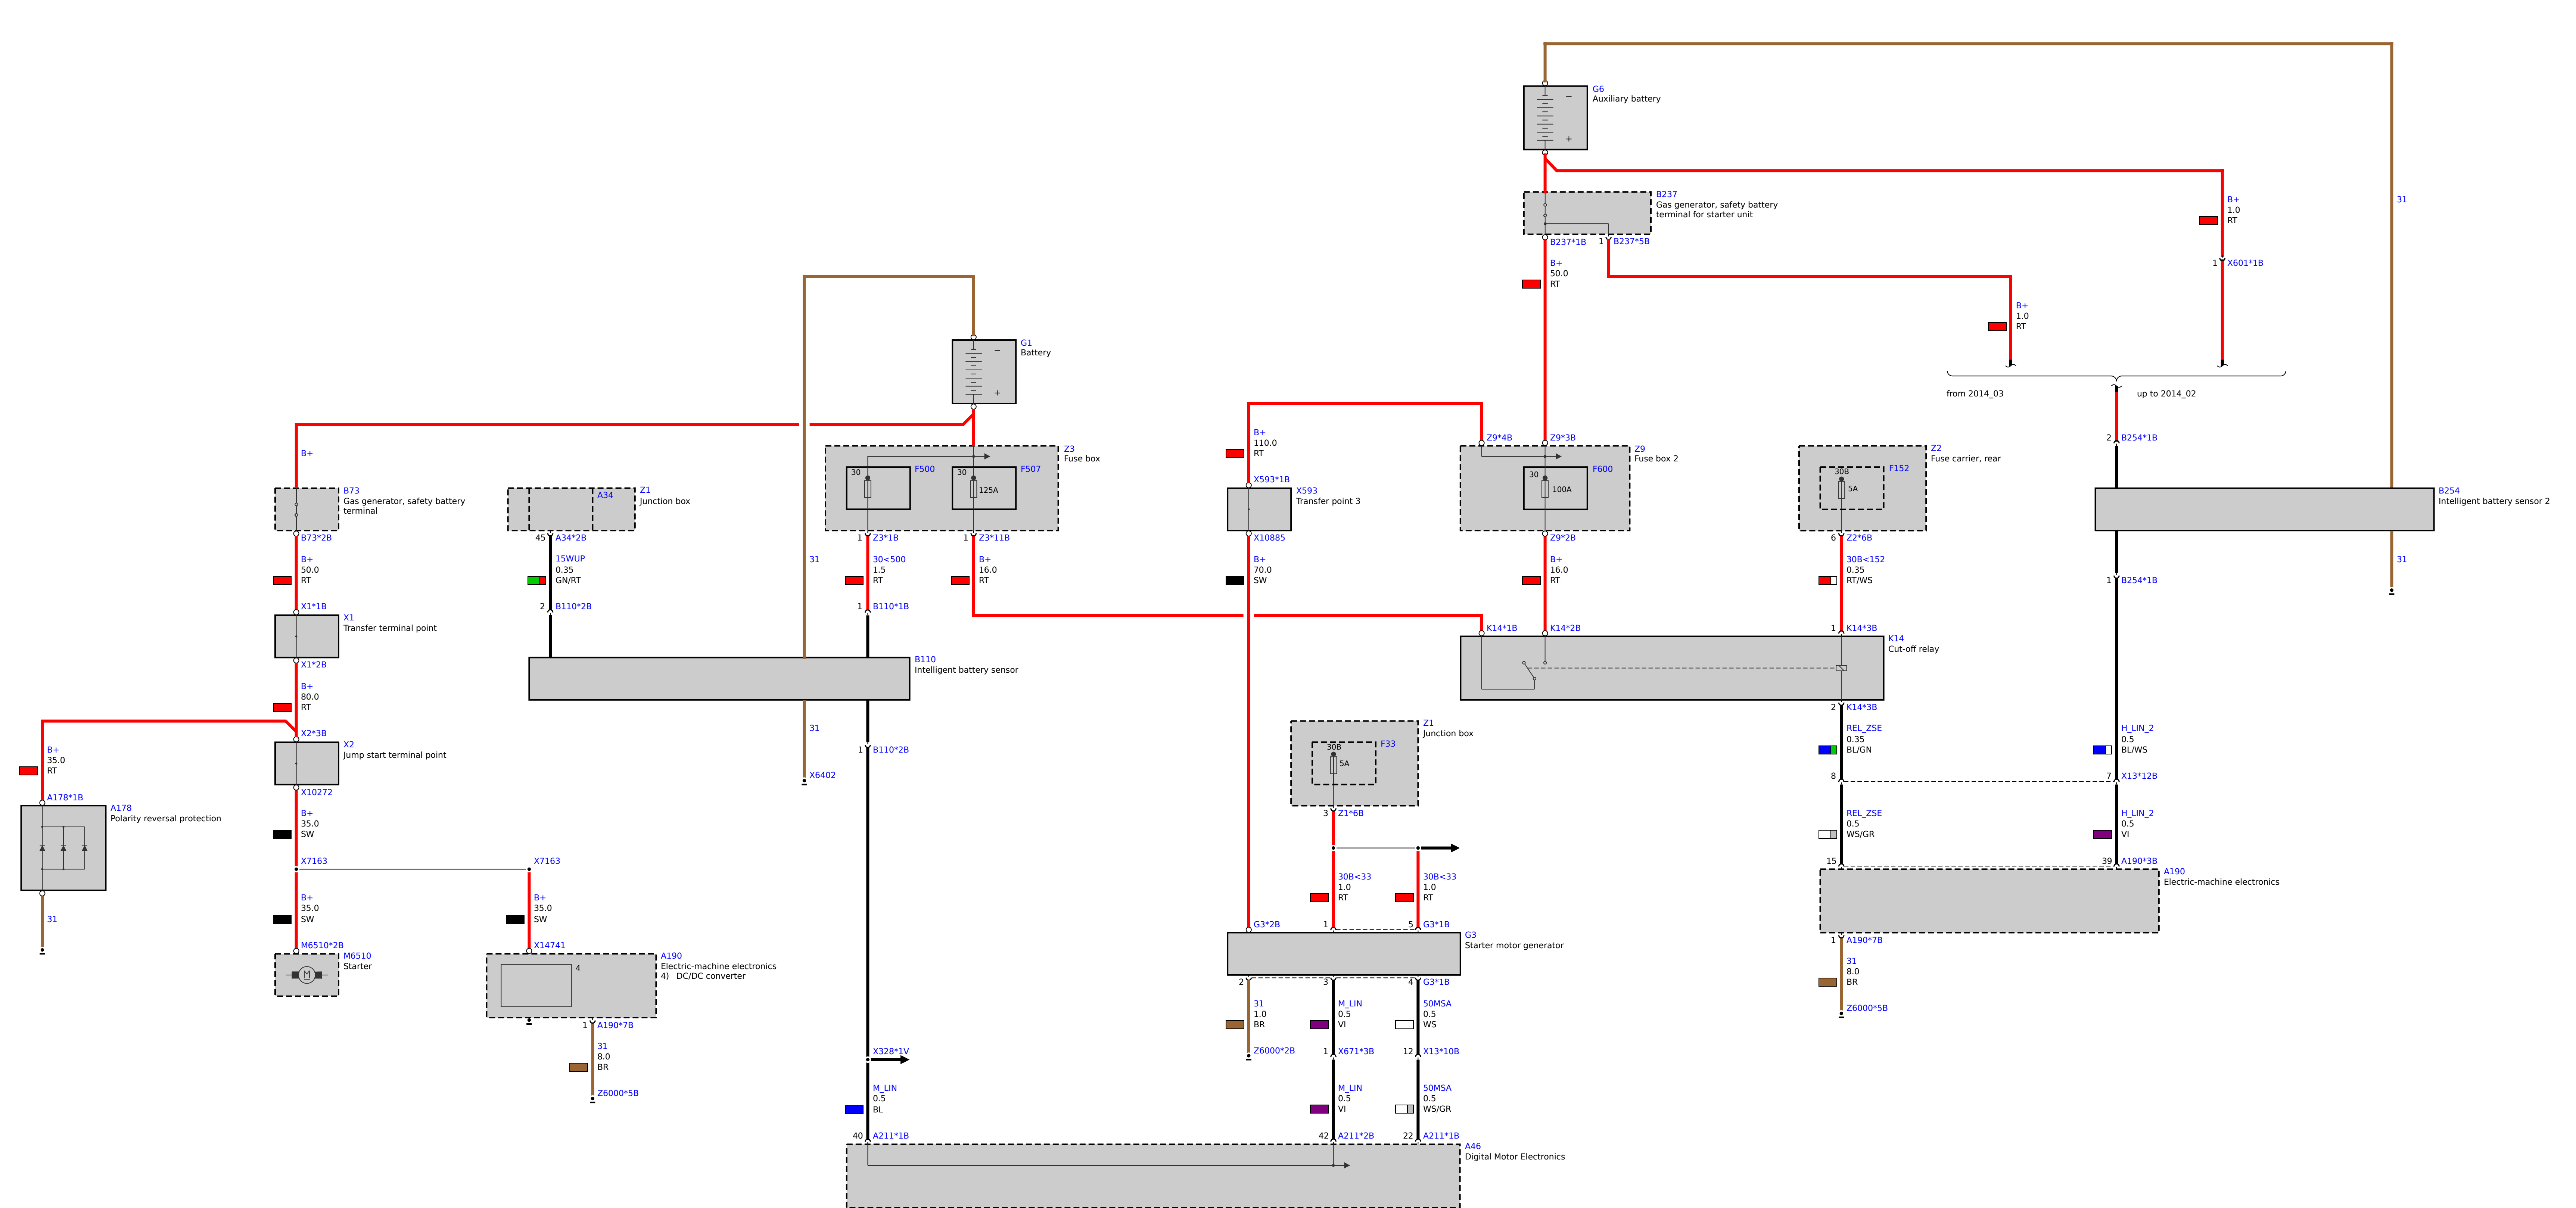 G6
Auxiliary battery
−
+
B237
Gas generator, safety battery
terminal for starter unit
B237*1B
1
B237*5B
B+
50.0
RT
B+
1.0
RT
31
1
X601*1B
B+
1.0
RT
from 2014_03
up to 2014_02
G1
Battery
−
+
B+
B73
Gas generator, safety battery
terminal
B73*2B
B+
50.0
RT
X1*1B
X1
Transfer terminal point
X1*2B
B+
80.0
RT
X2*3B
X2
Jump start terminal point
X10272
B+
35.0
SW
X7163
X7163
B+
35.0
SW
M6510*2B
M6510
Starter
M
B+
35.0
RT
A178*1B
A178
Polarity reversal protection
31
B+
35.0
SW
X14741
A190
Electric-machine electronics
4) DC/DC converter
4
1
A190*7B
31
8.0
BR
Z6000*5B
A34
Z1
Junction box
45
A34*2B
15WUP
0.35
GN/RT
2
B110*2B
Z3
Fuse box
30
F500
30
F507
125A
1
Z3*1B
1
Z3*11B
31
30<500
1.5
RT
B+
16.0
RT
1
B110*1B
B110
Intelligent battery sensor
31
X6402
1
B110*2B
X328*1V
M_LIN
0.5
BL
40
A211*1B
B+
110.0
RT
X593*1B
X593
Transfer point 3
X10885
B+
70.0
SW
Z9*4B
Z9*3B
Z9
Fuse box 2
30
F600
100A
Z9*2B
B+
16.0
RT
K14*1B
K14*2B
Z2
Fuse carrier, rear
30B
F152
5A
6
Z2*6B
30B<152
0.35
RT/WS
1
K14*3B
K14
Cut-off relay
2
K14*3B
REL_ZSE
0.35
BL/GN
8
REL_ZSE
0.5
WS/GR
15
2
B254*1B
B254
Intelligent battery sensor 2
31
1
B254*1B
H_LIN_2
0.5
BL/WS
7
X13*12B
H_LIN_2
0.5
VI
39
A190*3B
A190
Electric-machine electronics
1
A190*7B
31
8.0
BR
Z6000*5B
Z1
Junction box
30B
F33
5A
3
Z1*6B
30B<33
1.0
RT
30B<33
1.0
RT
G3*2B
1
5
G3*1B
G3
Starter motor generator
2
3
4
G3*1B
31
1.0
BR
M_LIN
0.5
VI
50MSA
0.5
WS
Z6000*2B
1
X671*3B
12
X13*10B
M_LIN
0.5
VI
50MSA
0.5
WS/GR
42
A211*2B
22
A211*1B
A46
Digital Motor Electronics